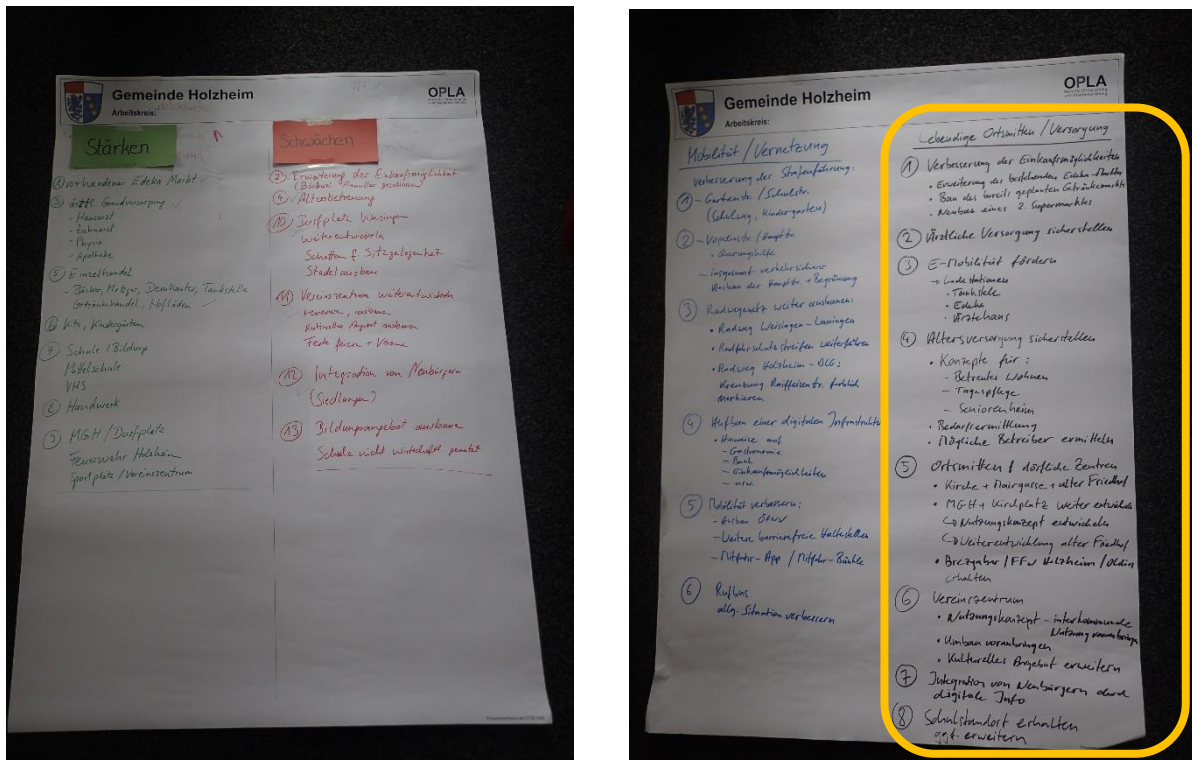 Gemeinde Holzheim
Arbeitskreis:
OPLA
Stärken
① vorhandener Edeka Markt
③ ärztl. Grundversorgung
- Hausarzt
- Zahnarzt
- Physio
- Apotheke
⑤ Einzelhandel
- Bäcker, Metzger, Tankstelle
Getränkehandel, Hofläden
⑥ Kita, Kindergärten
⑦ Schule + Bildung
Mittelschule
VHS
⑧ Handwerk
⑨ MGH / Dorfplatz
Feuerwehr Holzheim
Sportplatz / Vereinszentrum
Schwächen
② Erweiterung der Einkaufsmöglichkeit
④ Altenbetreuung
⑩ Dorfplatz Weisingen
weiterentwickeln
Schatten f. Sitzgelegenheit
Stadel ausbau
⑪ Vereinszentrum weiterentwickeln
Kulturelles Angebot ausbauen
Feste feiern + Vereine
⑫ Integration von Neubürgern
(Siedlungen)
⑬ Bildungsangebot ausbauen
Schule nicht wirtschaftl. genutzt
Gemeinde Holzheim
Arbeitskreis:
OPLA
Mobilität / Vernetzung
Verbesserung der Straßenführung:
① - Gartenstr. / Schulstr.
(Schulweg, Kindergarten)
② - / Hauptstr.
• Querungshilfe
- insgesamt verkehrssicherer
Ausbau der Hauptstr. + Begrünung
③ Radwegenetz weiter ausbauen:
• Radweg Weisingen - Lauingen
• Radfahrschutzstreifen weiterführen
• Radweg Holzheim - DLG:
Kreuzung Raiffeisenstr. farblich
markieren
④ Aufbau einer digitalen Infrastruktur
• Hinweise auf
- Gastronomie
- Bank
- Einkaufsmöglichkeiten
- usw.
⑤ Mobilität verbessern:
- Ausbau ÖPNV
- Weitere barrierefreie Haltestellen
- Mitfahr-App / Mitfahr-Bänkle
⑥ Rufbus
allg. Situation verbessern
Lebendige Ortsmitten / Versorgung
① Verbesserung der Einkaufsmöglichkeiten
• Erweiterung des bestehenden Edeka-Marktes
• Bau des bereits geplanten Getränkemarkts
• Neubau eines 2. Supermarktes
② Ärztliche Versorgung sicherstellen
③ E-Mobilität fördern
→ Ladestationen
• Tankstelle
• Edeka
• Ärztehaus
④ Altersversorgung sicherstellen
• Konzepte für:
- Betreutes Wohnen
- Tagespflege
- Seniorenheim
• Bedarfsermittlung
• Mögliche Betreiber ermitteln
⑤ Ortsmitten / dörfliche Zentren
• Kirche + Mairgasse + alter Friedhof
• MGH + Kirchplatz weiter entwickeln
↳ Nutzungskonzept entwickeln
↳ Weiterentwicklung alter Friedhof
• / FFW Holzheim / Oldies
erhalten
⑥ Vereinszentrum
• Nutzungskonzept - interkommunale
Nutzung voranbringen
• Umbau voranbringen
• Kulturelles Angebot erweitern
⑦ Integration von Neubürgern durch
digitale Info
⑧ Schulstandort erhalten
ggf. erweitern